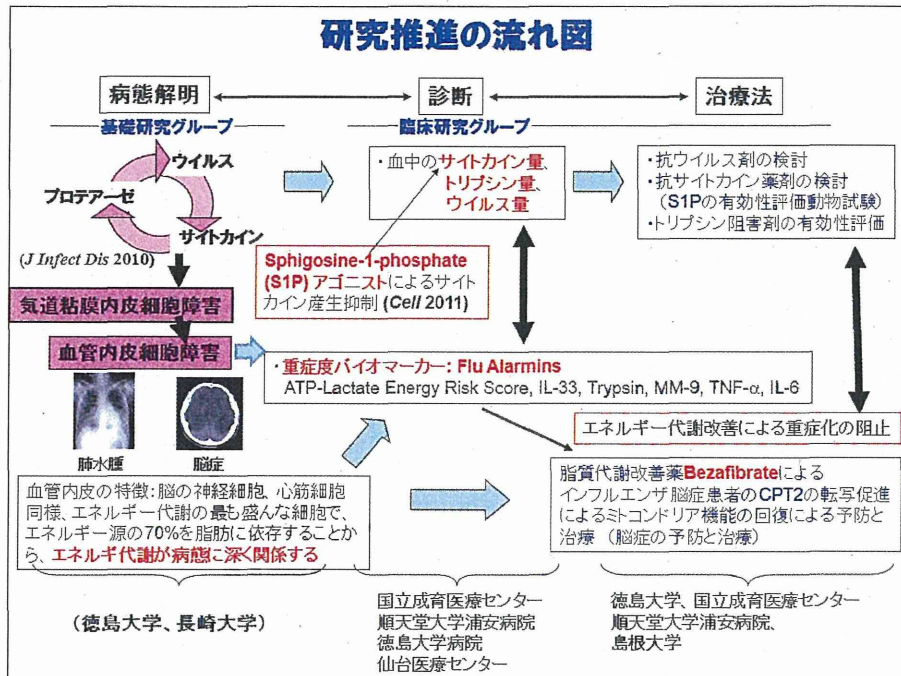 研究推進の流れ図
病態解明
診断
治療法
基礎研究グループ
臨床研究グループ
ウイルス
プロテアーゼ
サイトカイン
(J Infect Dis 2010)
・血中のサイトカイン量、
トリプシン量、
ウイルス量
・抗ウイルス剤の検討
・抗サイトカイン薬剤の検討
（S1Pの有効性評価動物試験）
・トリプシン阻害剤の有効性評価
Sphigosine-1-phosphate
(S1P) アゴニストによるサイト
カイン産生抑制 (Cell 2011)
気道粘膜内皮細胞障害
血管内皮細胞障害
・重症度バイオマーカー: Flu Alarmins
ATP-Lactate Energy Risk Score, IL-33, Trypsin, MM-9, TNF-α, IL-6
肺水腫
脳症
エネルギー代謝改善による重症化の阻止
血管内皮の特徴：脳の神経細胞、心筋細胞
同様、エネルギー代謝の最も盛んな細胞で、
エネルギー源の70%を脂肪に依存することか
ら、エネルギ代謝が病態に深く関係する
脂質代謝改善薬Bezafibrateによる
インフルエンザ脳症患者のCPT2の転写促進
によるミトコンドリア機能の回復による予防と
治療 （脳症の予防と治療）
（徳島大学、長崎大学）
国立成育医療センター
順天堂大学浦安病院
徳島大学病院
仙台医療センター
徳島大学、国立成育医療センター
順天堂大学浦安病院、
島根大学